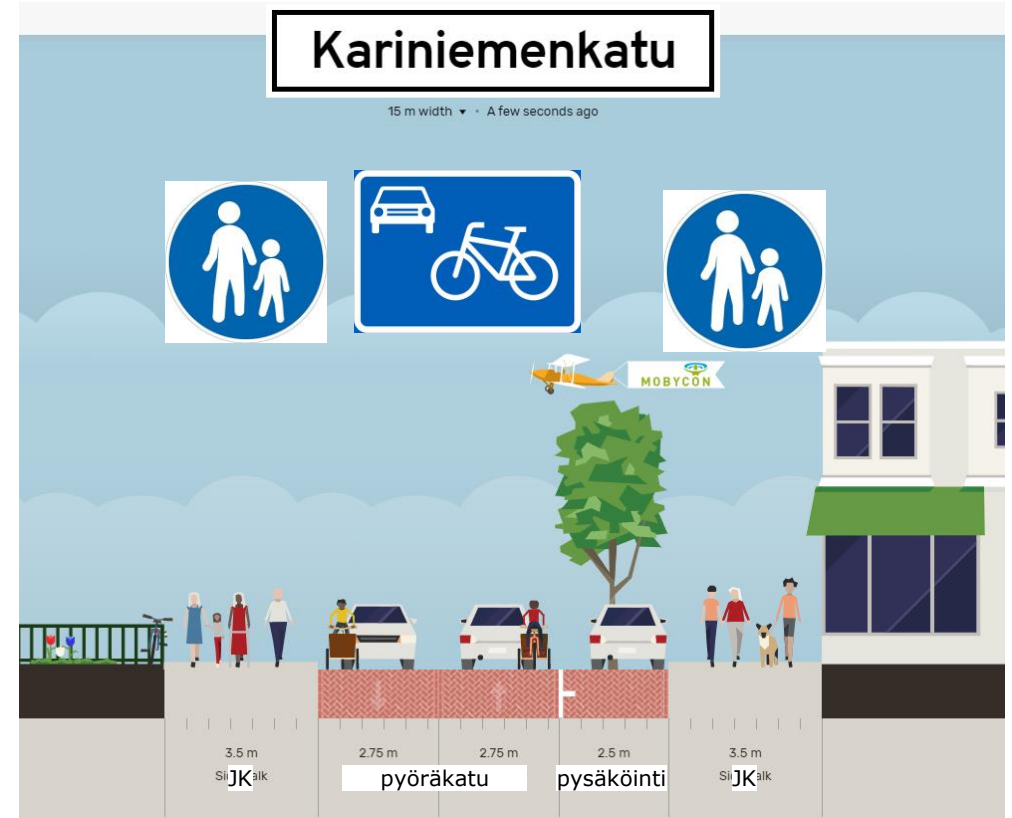 Kariniemenkatu
15 m width ▾ · A few seconds ago
MOBYCON
3.5 m 2.75 m 2.75 m 2.5 m 3.5 m
JK pyöräkatu pysäköinti JK